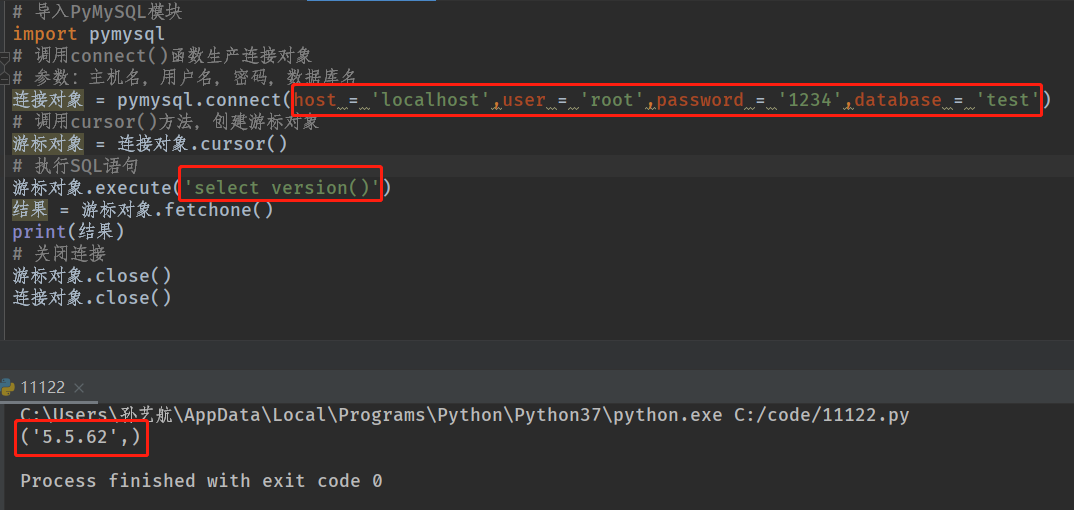 # 导入PyMySQL模块
import pymysql
# 调用connect()函数生产连接对象
# 参数：主机名，用户名，密码，数据库名
连接对象 = pymysql.connect(host = 'localhost',user = 'root',password = '1234',database = 'test')
# 调用cursor()方法，创建游标对象
游标对象 = 连接对象.cursor()
# 执行SQL语句
游标对象.execute('select version()')
结果 = 游标对象.fetchone()
print(结果)
# 关闭连接
游标对象.close()
连接对象.close()
11122 ×
C:\Users\孙艺航\AppData\Local\Programs\Python\Python37\python.exe C:/code/11122.py
('5.5.62',)
Process finished with exit code 0